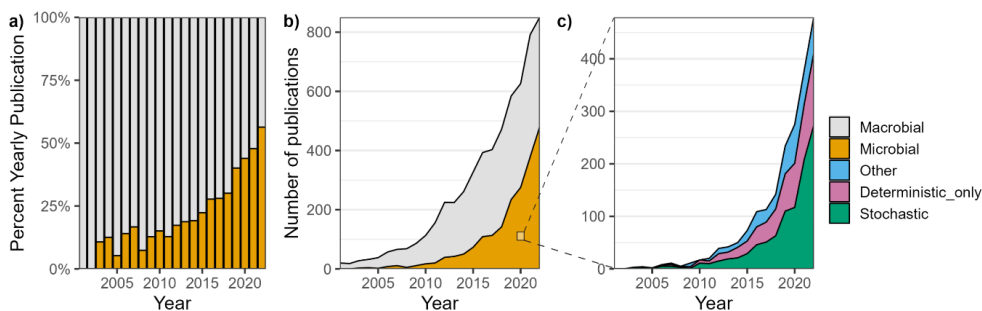 a)
Percent Yearly Publication
100%
75%
50%
25%
0%
2005 2010 2015 2020
Year
b)
Number of publications
800
600
400
200
0
2005 2010 2015 2020
Year
c)
400
300
200
100
0
2005 2010 2015 2020
Year
Macrobial
Microbial
Other
Deterministic_only
Stochastic